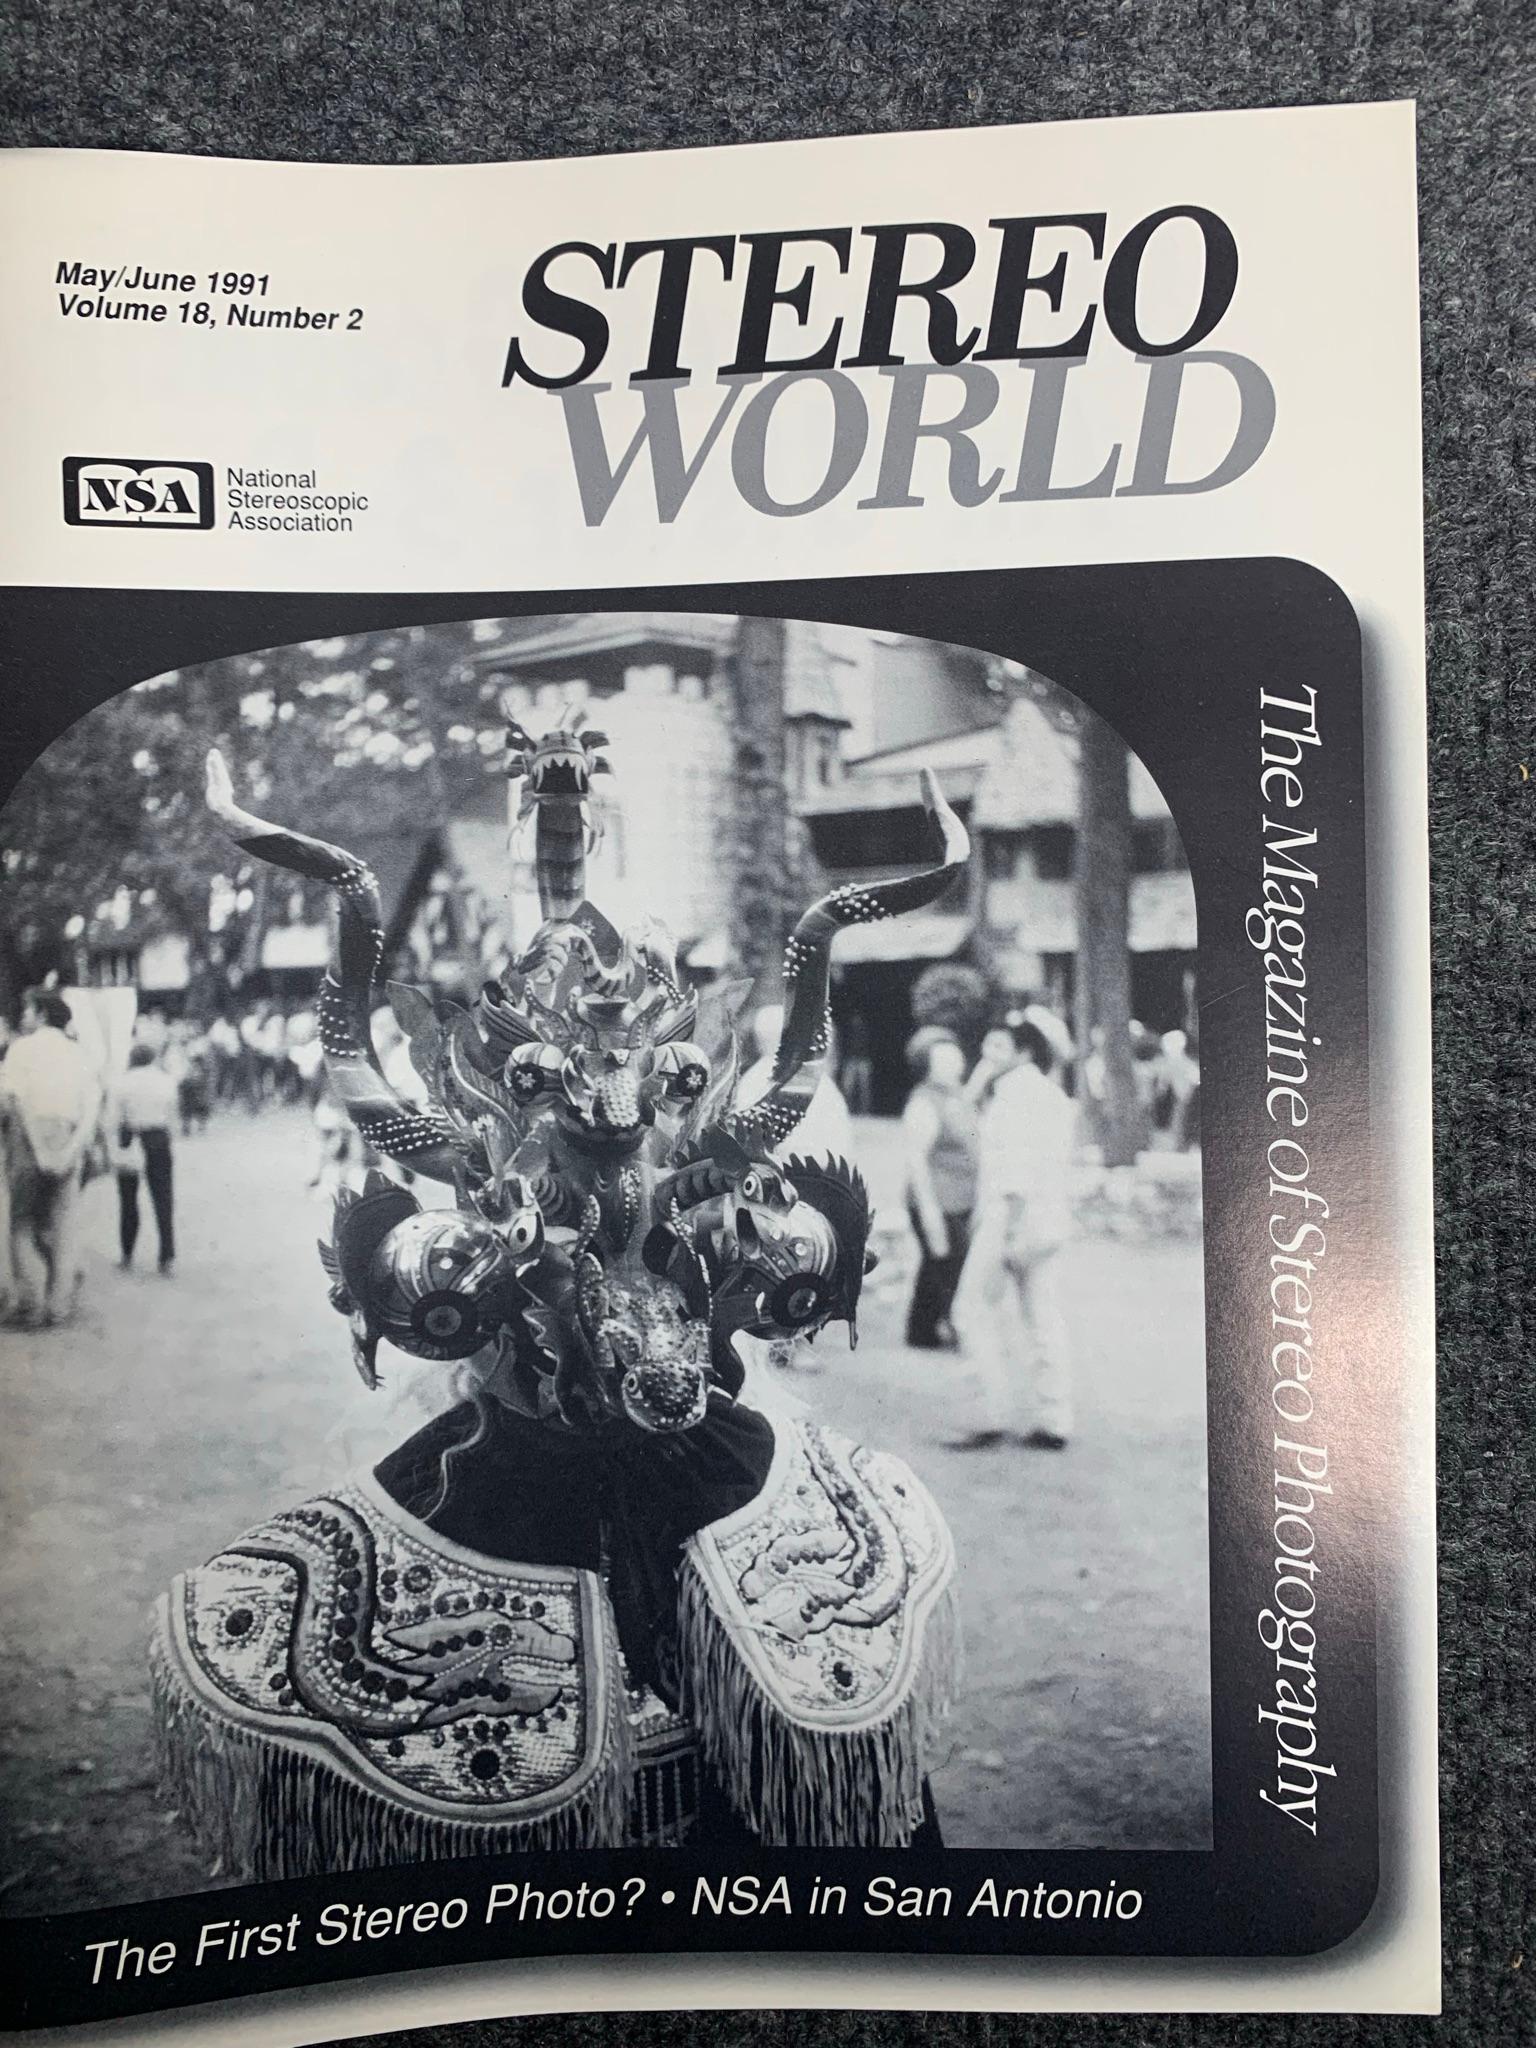 May/June 1991
Volume 18, Number 2
STEREO
WORLD
NSA
National
Stereoscopic
Association
The Magazine of Stereo Photography
The First Stereo Photo? • NSA in San Antonio